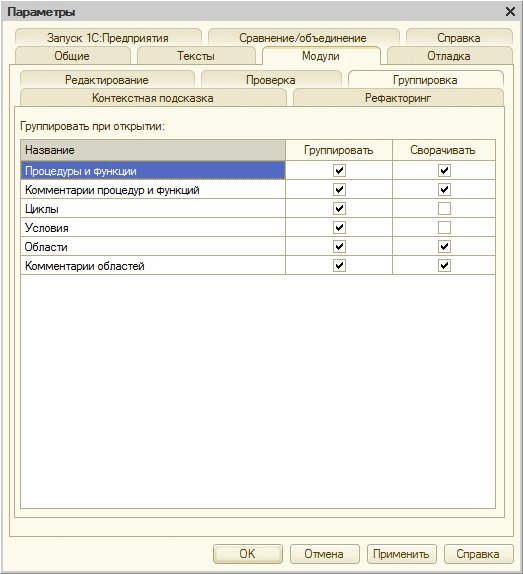 Параметры
Запуск 1С:Предприятия Сравнение/объединение Справка
Общие Тексты Модули Отладка
Редактирование Проверка Группировка
Контекстная подсказка Рефакторинг
Группировать при открытии:
Название Группировать Сворачивать
Процедуры и функции
Комментарии процедур и функций
Циклы
Условия
Области
Комментарии областей
OK Отмена Применить Справка